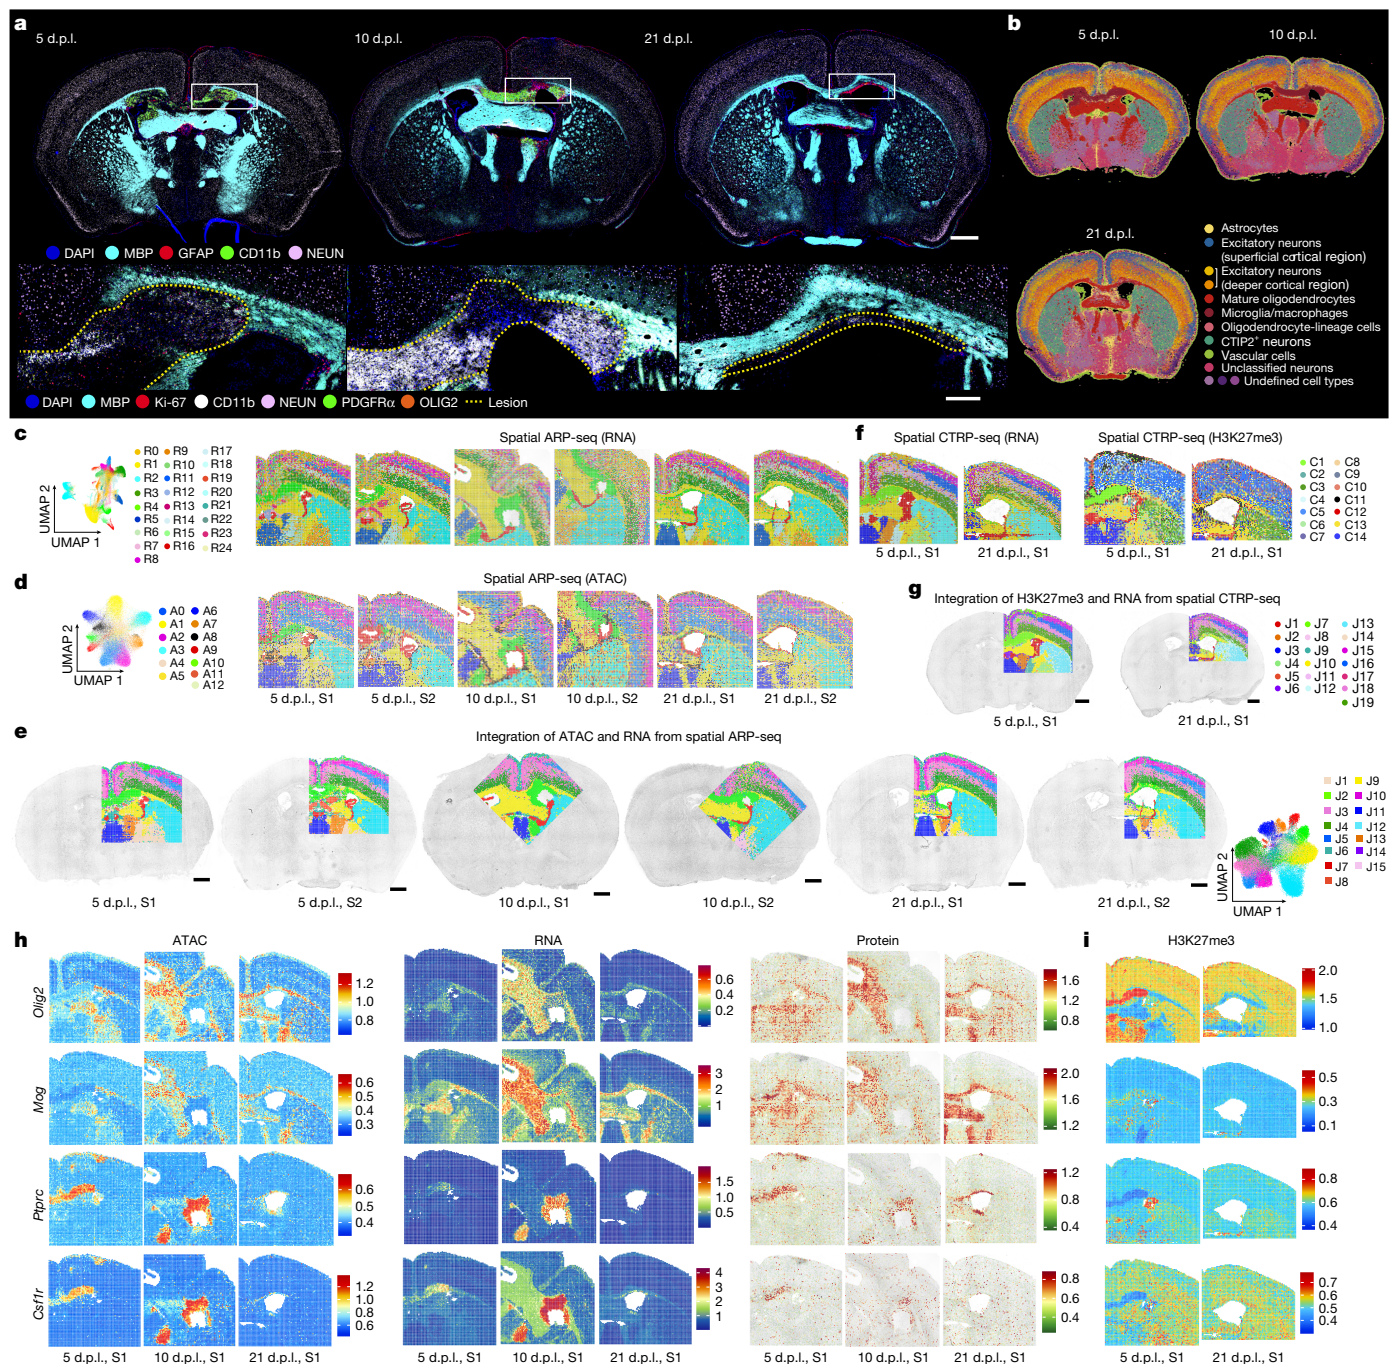 a
5 d.p.l.
10 d.p.l.
21 d.p.l.
DAPI MBP GFAP CD11b NEUN
DAPI MBP Ki-67 CD11b NEUN PDGFRα OLIG2 Lesion
b
5 d.p.l.
10 d.p.l.
21 d.p.l.
Astrocytes
Excitatory neurons
(superficial cortical region)
Excitatory neurons
(deeper cortical region)
Mature oligodendrocytes
Microglia/macrophages
Oligodendrocyte-lineage cells
CTIP2+ neurons
Vascular cells
Unclassified neurons
Undefined cell types
c
Spatial ARP-seq (RNA)
UMAP 2
UMAP 1
R0 R9 R17
R1 R10 R18
R2 R11 R19
R3 R12 R20
R4 R13 R21
R5 R14 R22
R6 R15 R23
R7 R16 R24
R8
d
Spatial ARP-seq (ATAC)
UMAP 2
UMAP 1
A0 A6
A1 A7
A2 A8
A3 A9
A4 A10
A5 A11
A12
5 d.p.l., S1
5 d.p.l., S2
10 d.p.l., S1
10 d.p.l., S2
21 d.p.l., S1
21 d.p.l., S2
e
Integration of ATAC and RNA from spatial ARP-seq
5 d.p.l., S1
5 d.p.l., S2
10 d.p.l., S1
10 d.p.l., S2
21 d.p.l., S1
21 d.p.l., S2
UMAP 2
UMAP 1
J1 J9
J2 J10
J3 J11
J4 J12
J5 J13
J6 J14
J7 J15
J8
f
Spatial CTRP-seq (RNA)
Spatial CTRP-seq (H3K27me3)
5 d.p.l., S1
21 d.p.l., S1
5 d.p.l., S1
21 d.p.l., S1
C1 C8
C2 C9
C3 C10
C4 C11
C5 C12
C6 C13
C7 C14
g
Integration of H3K27me3 and RNA from spatial CTRP-seq
5 d.p.l., S1
21 d.p.l., S1
J1 J7 J13
J2 J8 J14
J3 J9 J15
J4 J10 J16
J5 J11 J17
J6 J12 J18
J19
h
ATAC
RNA
Protein
Olig2
1.2
1.0
0.8
0.6
0.4
0.2
1.6
1.2
0.8
Mog
0.6
0.5
0.4
0.3
3
2
1
2.0
1.6
1.2
Ptprc
0.6
0.5
0.4
1.5
1.0
0.5
1.2
0.8
0.4
Csf1r
1.2
1.0
0.8
0.6
4
3
2
1
0.8
0.6
0.4
5 d.p.l., S1
10 d.p.l., S1
21 d.p.l., S1
5 d.p.l., S1
10 d.p.l., S1
21 d.p.l., S1
5 d.p.l., S1
10 d.p.l., S1
21 d.p.l., S1
i
H3K27me3
2.0
1.5
1.0
0.5
0.3
0.1
0.8
0.6
0.4
0.7
0.6
0.5
0.4
5 d.p.l., S1
21 d.p.l., S1